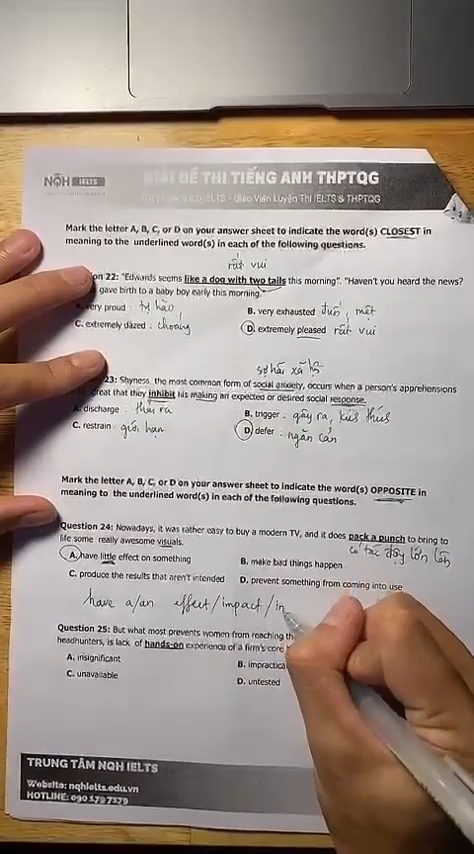 NQH IELTS
GIẢI ĐỀ THI TIẾNG ANH THPTQG
Giáo Viên Luyện Thi IELTS & THPTQG
Mark the letter A, B, C, or D on your answer sheet to indicate the word(s) CLOSEST in
meaning to the underlined word(s) in each of the following questions.
rất vui
on 22: "Edwards seems like a dog with two tails this morning". "Haven't you heard the news?
gave birth to a baby boy early this morning."
very proud : tự hào
B. very exhausted đuối, mệt
C. extremely dazed : choáng
D. extremely pleased rất vui
sợ hãi xã hội
23: Shyness, the most common form of social anxiety, occurs when a person's apprehensions
great that they inhibit his making an expected or desired social response.
A. discharge : thải ra
B. trigger : gây ra, kích thích
C. restrain : giới hạn
D. defer : ngăn cản
Mark the letter A, B, C, or D on your answer sheet to indicate the word(s) OPPOSITE in
meaning to the underlined word(s) in each of the following questions.
Question 24: Nowadays, it was rather easy to buy a modern TV, and it does pack a punch to bring to
life some really awesome visuals.
có tác động lớn lên
A. have little effect on something
B. make bad things happen
C. produce the results that aren't intended
D. prevent something from coming into use
have a/an effect/impact/in
Question 25: But what most prevents women from reaching th
headhunters, is lack of hands-on experience of a firm's core
A. insignificant
B. impractica
C. unavailable
D. untested
TRUNG TÂM NQH IELTS
Website: nqhielts.edu.vn
HOTLINE: 090 179 7379